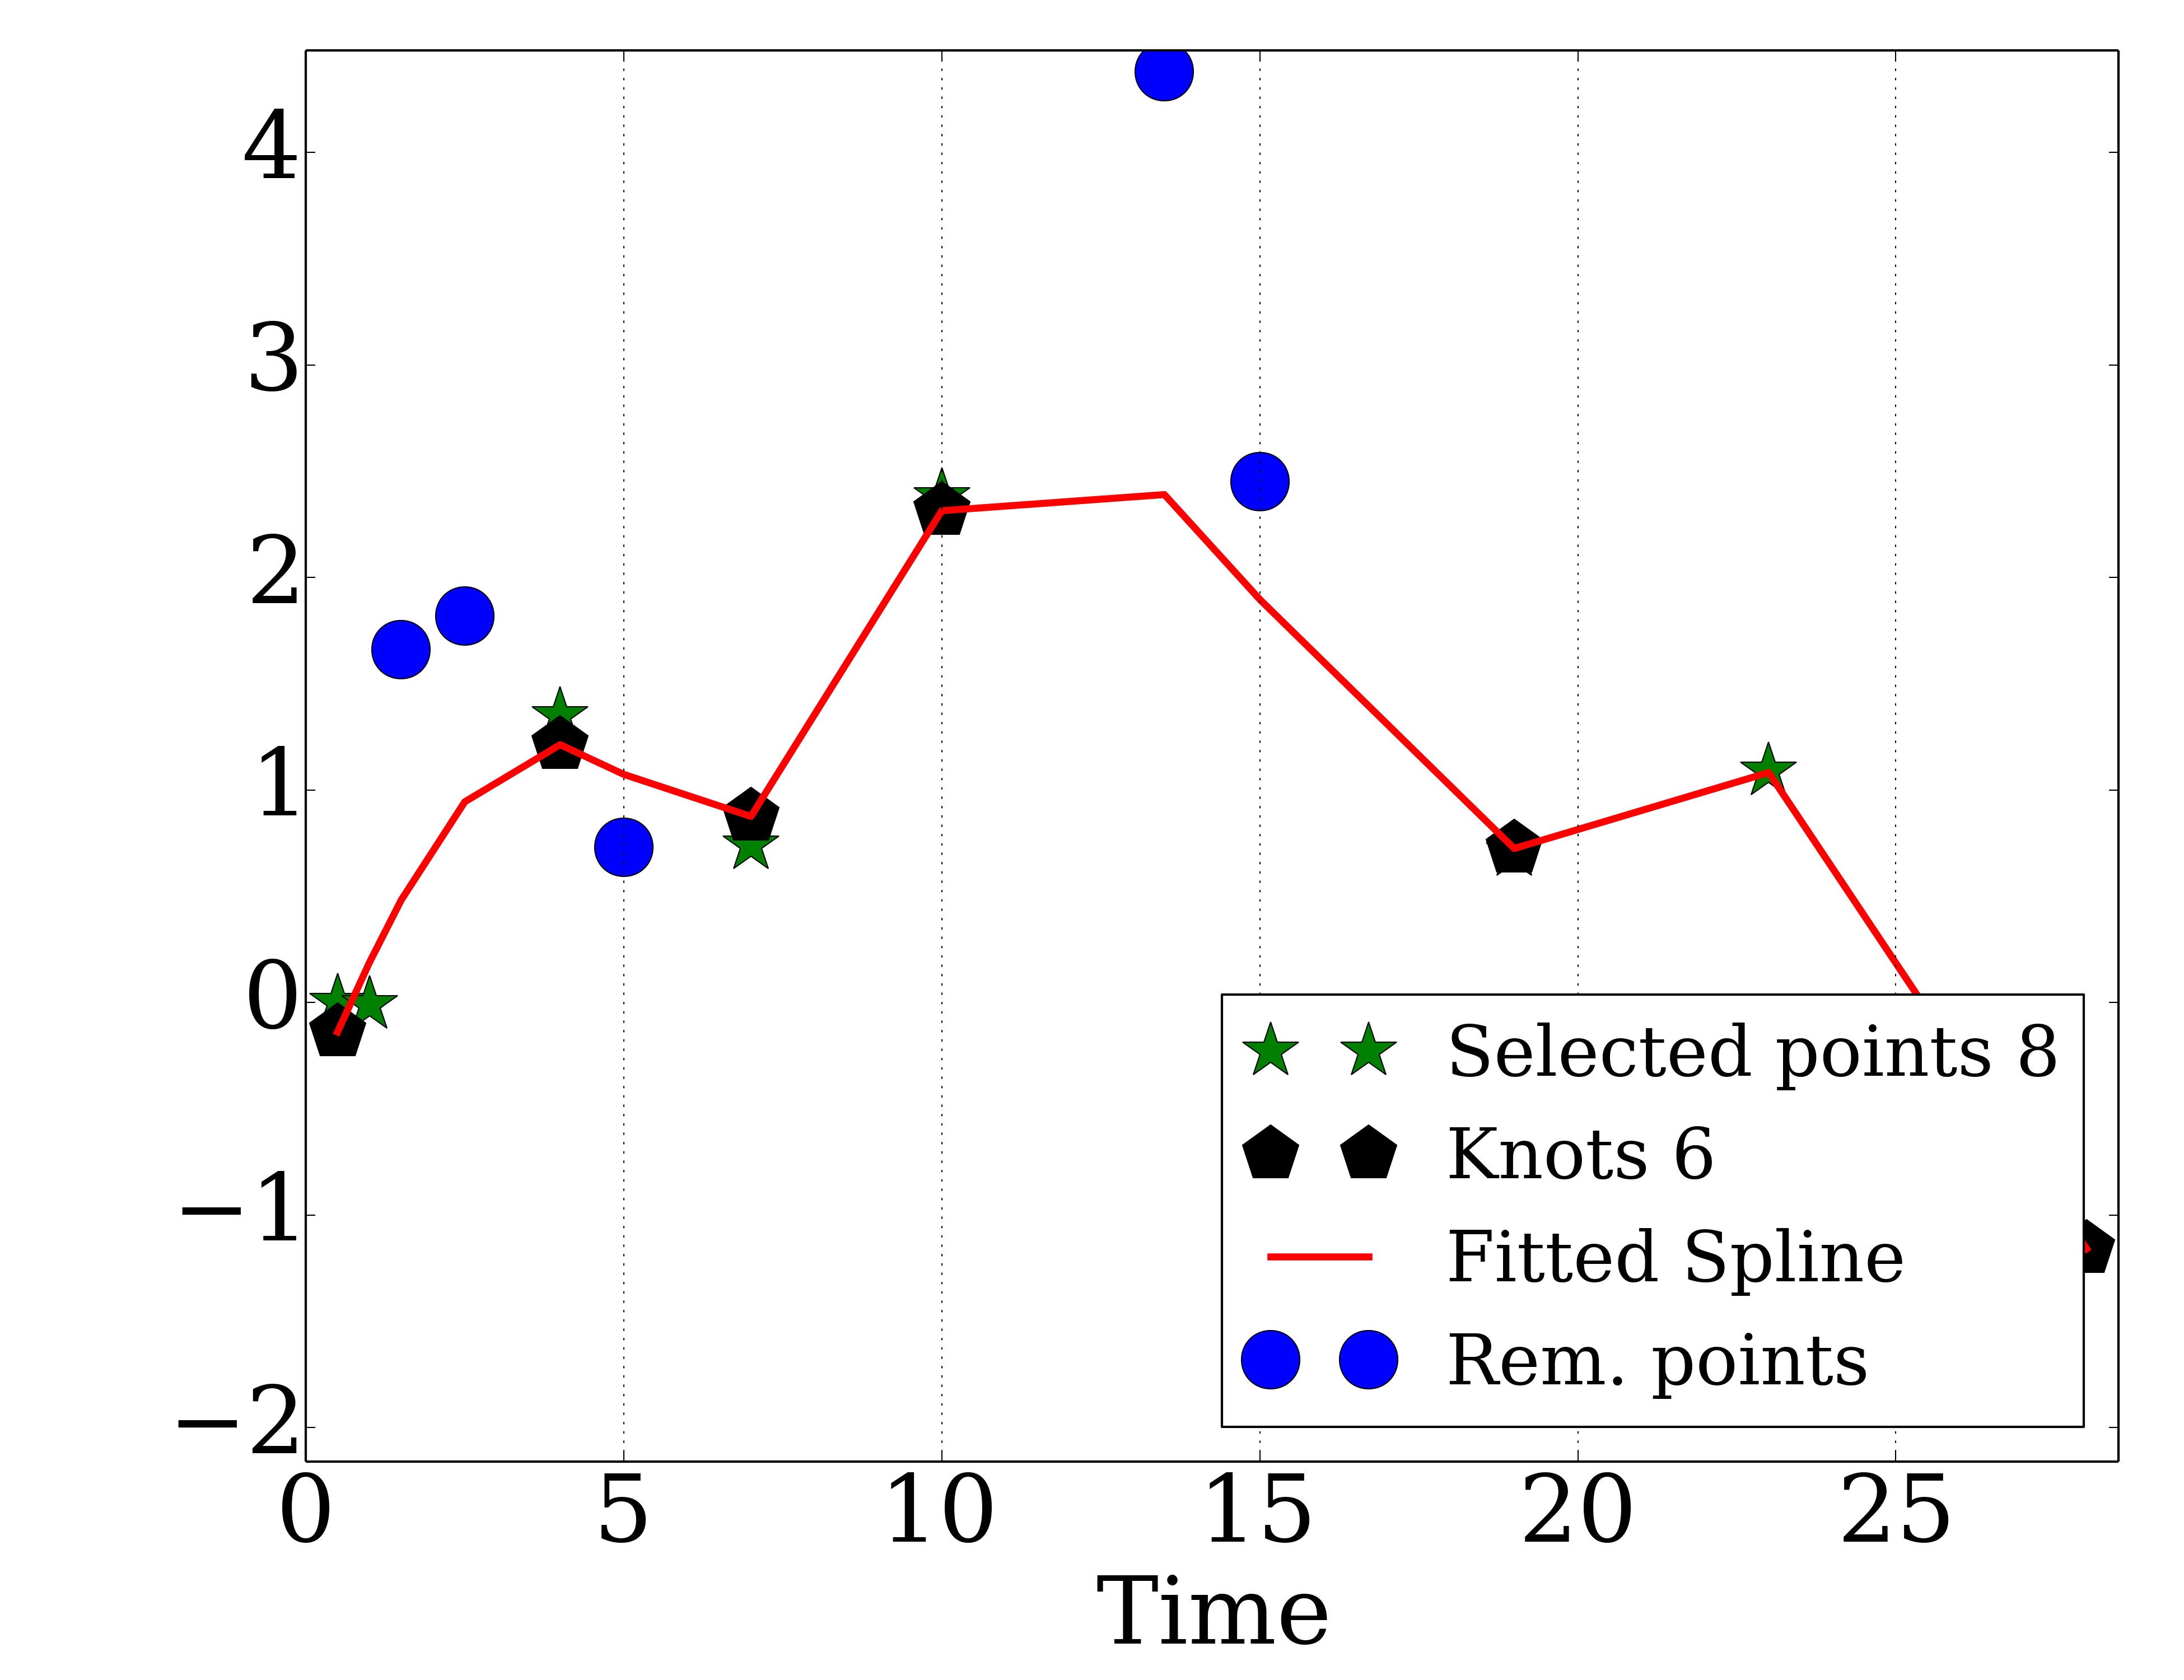 4
3
2
1
0
−1
−2
0 5 10 15 20 25
Time
Selected points 8
Knots 6
Fitted Spline
Rem. points